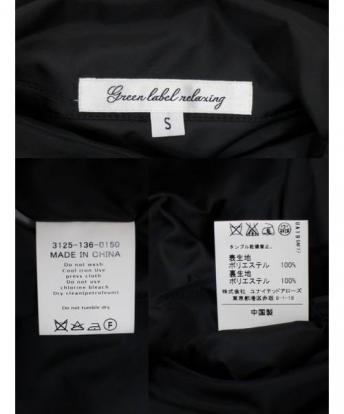 Green label relaxing
S
3125-136-0150
MADE IN CHINA
Do not wash
Cool iron Use
press cloth
Do not use
chlorine bleach
Dry clean(petroleum)
Do not tumble dry
F
タンブル乾燥禁止。
表生地
ポリエステル 100%
裏生地
ポリエステル 100%
株式会社 ユナイテッドアローズ
中国製